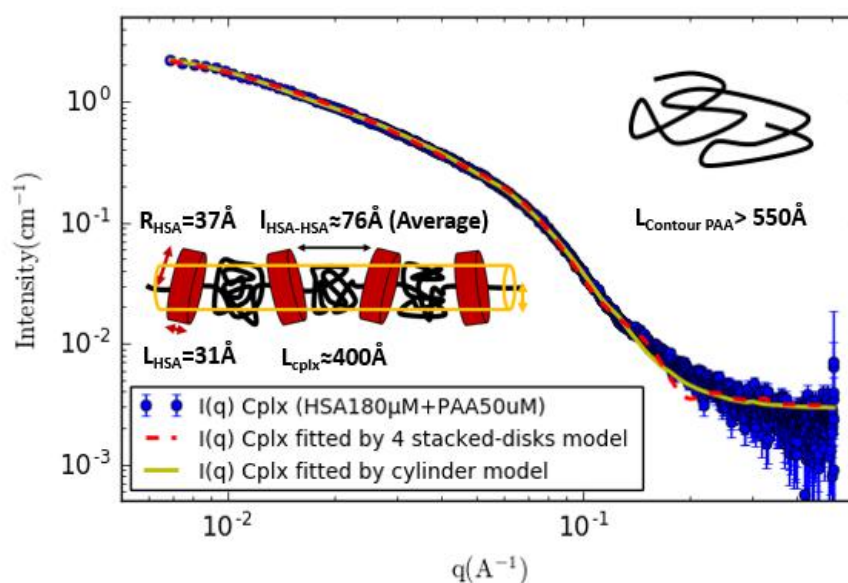 Intensity(cm⁻¹)
10⁰
10⁻¹
10⁻²
10⁻³
R_HSA=37Å
l_HSA-HSA≈76Å (Average)
L_Contour PAA> 550Å
L_HSA=31Å
L_cplx≈400Å
I(q) Cplx (HSA180μM+PAA50uM)
I(q) Cplx fitted by 4 stacked-disks model
I(q) Cplx fitted by cylinder model
10⁻²
10⁻¹
q(A⁻¹)